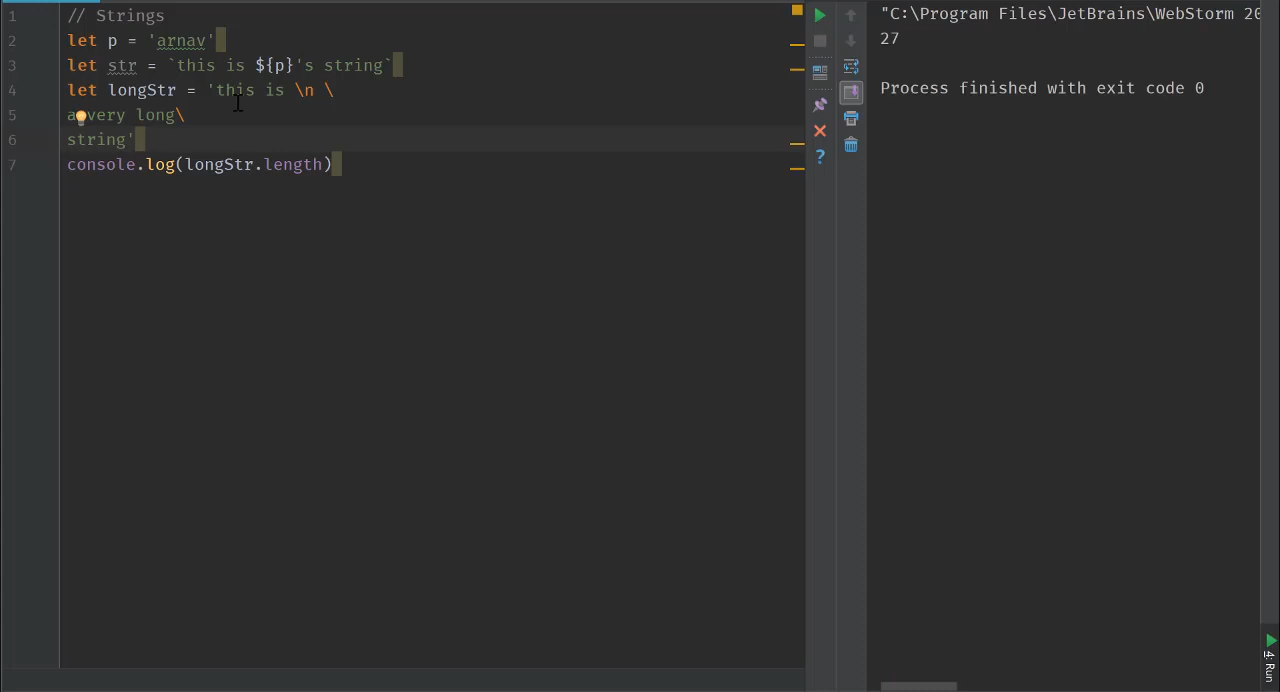 1 // Strings
2 let p = 'arnav'
3 let str = `this is ${p}'s string`
4 let longStr = 'this is \n \
5 a very long\
6 string'
7 console.log(longStr.length)
"C:\Program Files\JetBrains\WebStorm 20
27
Process finished with exit code 0
4: Run